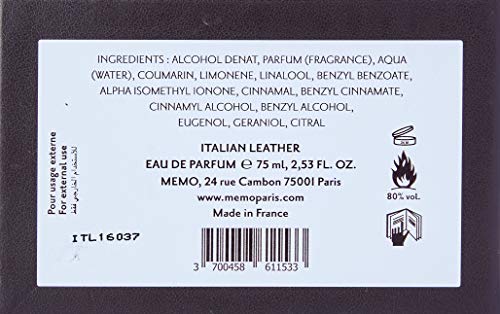 INGREDIENTS : ALCOHOL DENAT, PARFUM (FRAGRANCE), AQUA
(WATER), COUMARIN, LIMONENE, LINALOOL, BENZYL BENZOATE,
ALPHA ISOMETHYL IONONE, CINNAMAL, BENZYL CINNAMATE,
CINNAMYL ALCOHOL, BENZYL ALCOHOL,
EUGENOL, GERANIOL, CITRAL
ITALIAN LEATHER
EAU DE PARFUM ℮ 75 ml, 2,53 FL. OZ.
MEMO, 24 rue Cambon 75001 Paris
www.memoparis.com
Made in France
3 700458 611533
80% vol.
Pour usage externe
For external use
للاستعمال الخارجي فقط
ITL16037